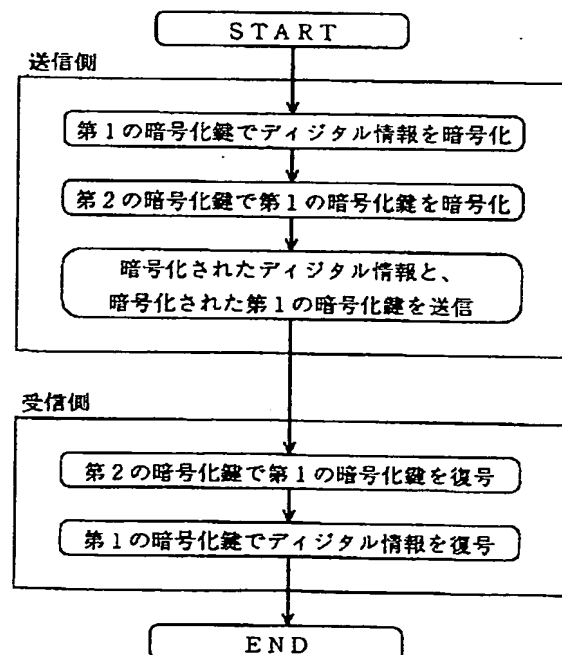 START
送信側
第1の暗号化鍵でディジタル情報を暗号化
第2の暗号化鍵で第1の暗号化鍵を暗号化
暗号化されたディジタル情報と、
暗号化された第1の暗号化鍵を送信
受信側
第2の暗号化鍵で第1の暗号化鍵を復号
第1の暗号化鍵でディジタル情報を復号
END